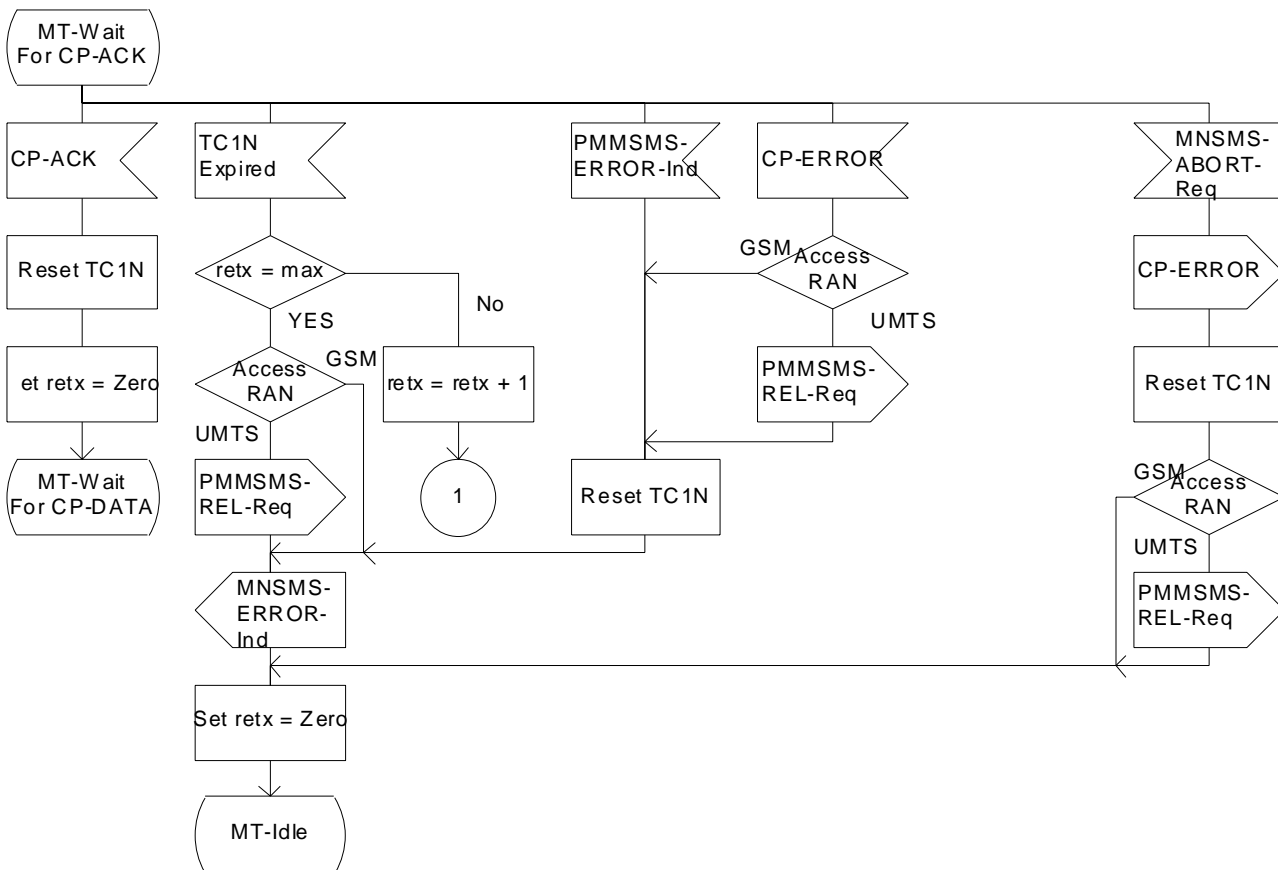 MT-Wait
For CP-ACK
CP-ACK
TC1N
Expired
PMMSMS-
ERROR-Ind
CP-ERROR
MNSMS-
ABORT-
Req
Reset TC1N
retx = max
GSM
Access
RAN
CP-ERROR
No
YES
UMTS
et retx = Zero
Access
RAN
GSM
retx = retx + 1
PMMSMS-
REL-Req
Reset TC1N
UMTS
MT-Wait
For CP-DATA
PMMSMS-
REL-Req
1
Reset TC1N
GSM
Access
RAN
UMTS
MNSMS-
ERROR-
Ind
PMMSMS-
REL-Req
Set retx = Zero
MT-Idle